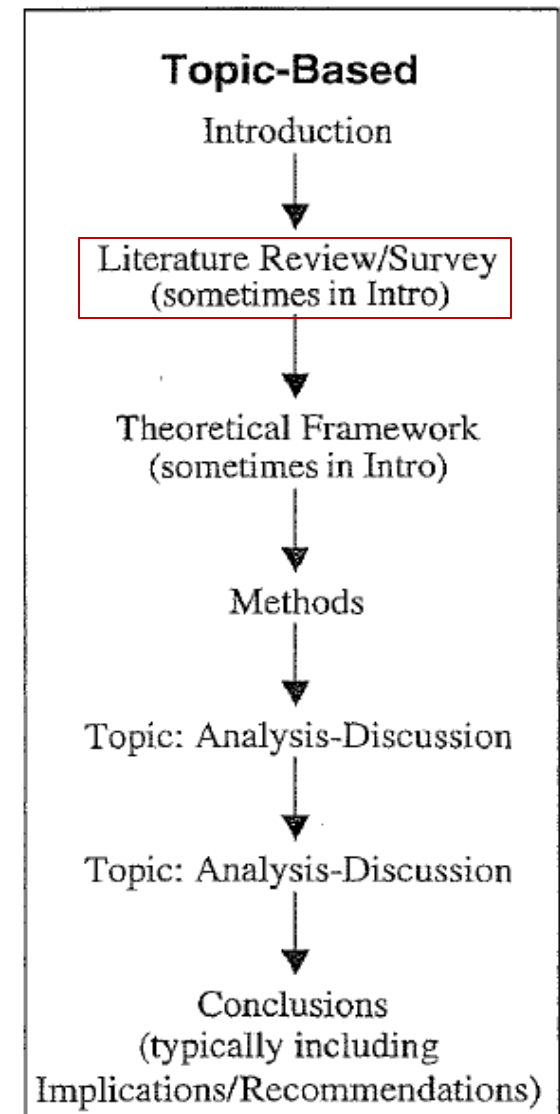 Topic-Based
Introduction
Literature Review/Survey
(sometimes in Intro)
Theoretical Framework
(sometimes in Intro)
Methods
Topic: Analysis-Discussion
Topic: Analysis-Discussion
Conclusions
(typically including
Implications/Recommendations)